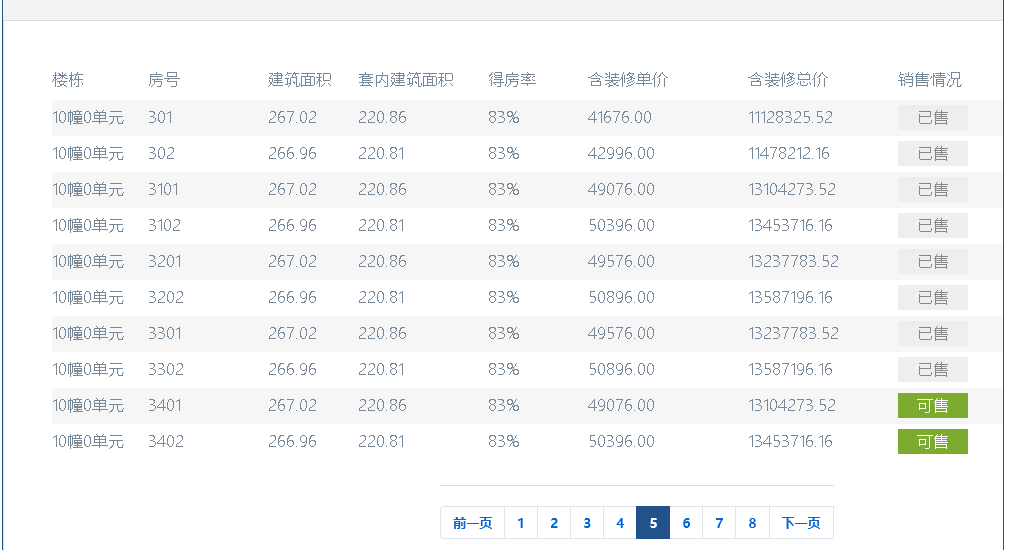 楼栋 房号 建筑面积 套内建筑面积 得房率 含装修单价 含装修总价 销售情况
10幢0单元 301 267.02 220.86 83% 41676.00 11128325.52 已售
10幢0单元 302 266.96 220.81 83% 42996.00 11478212.16 已售
10幢0单元 3101 267.02 220.86 83% 49076.00 13104273.52 已售
10幢0单元 3102 266.96 220.81 83% 50396.00 13453716.16 已售
10幢0单元 3201 267.02 220.86 83% 49576.00 13237783.52 已售
10幢0单元 3202 266.96 220.81 83% 50896.00 13587196.16 已售
10幢0单元 3301 267.02 220.86 83% 49576.00 13237783.52 已售
10幢0单元 3302 266.96 220.81 83% 50896.00 13587196.16 已售
10幢0单元 3401 267.02 220.86 83% 49076.00 13104273.52 可售
10幢0单元 3402 266.96 220.81 83% 50396.00 13453716.16 可售
前一页 1 2 3 4 5 6 7 8 下一页